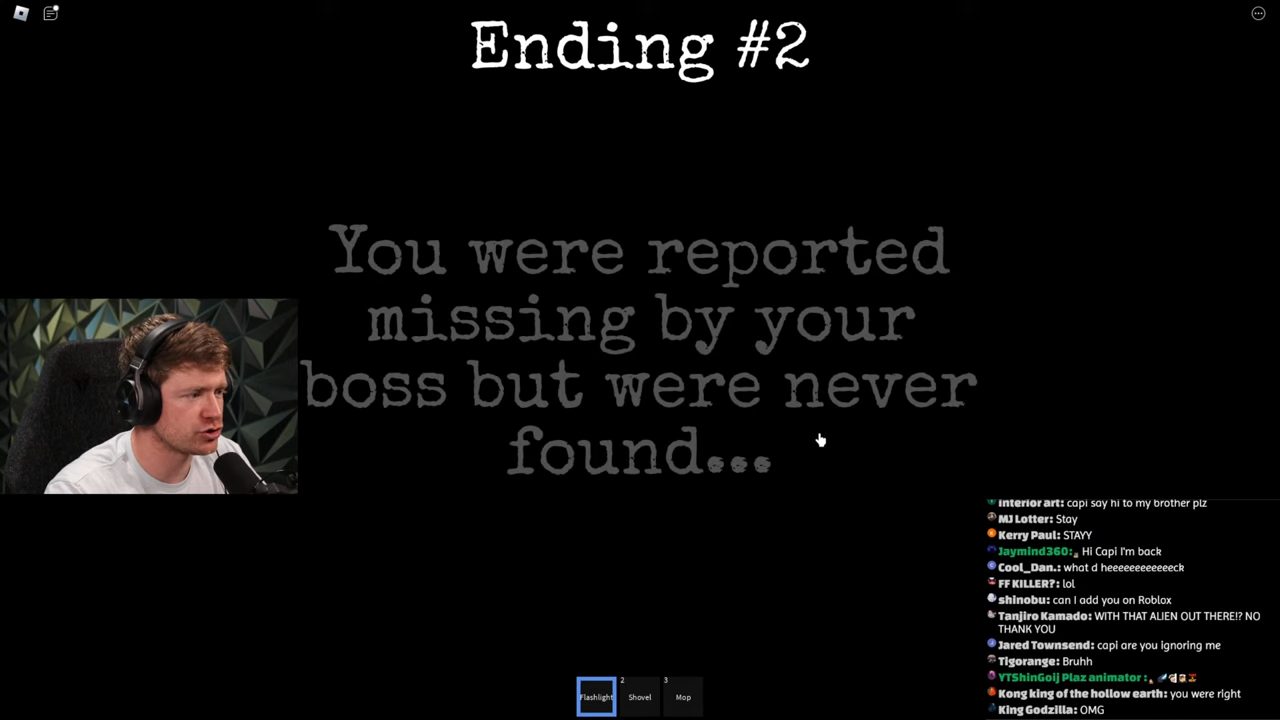 Ending #2
You were reported
missing by your
boss but were never
found...
Interior art: capi say hi to my brother plz
MJ Lotter: Stay
Kerry Paul: STAYY
Jaymind360: Hi Capi I'm back
Cool_Dan.: what d heeeeeeeeeeeck
FF KILLER?: lol
shinobu: can I add you on Roblox
Tanjiro Kamado: WITH THAT ALIEN OUT THERE!? NO
THANK YOU
Jared Townsend: capi are you ignoring me
Tigorange: Bruhh
YTShinGoij Plaz animator :
Kong king of the hollow earth: you were right
King Godzilla: OMG
Flashlight
2
Shovel
3
Mop